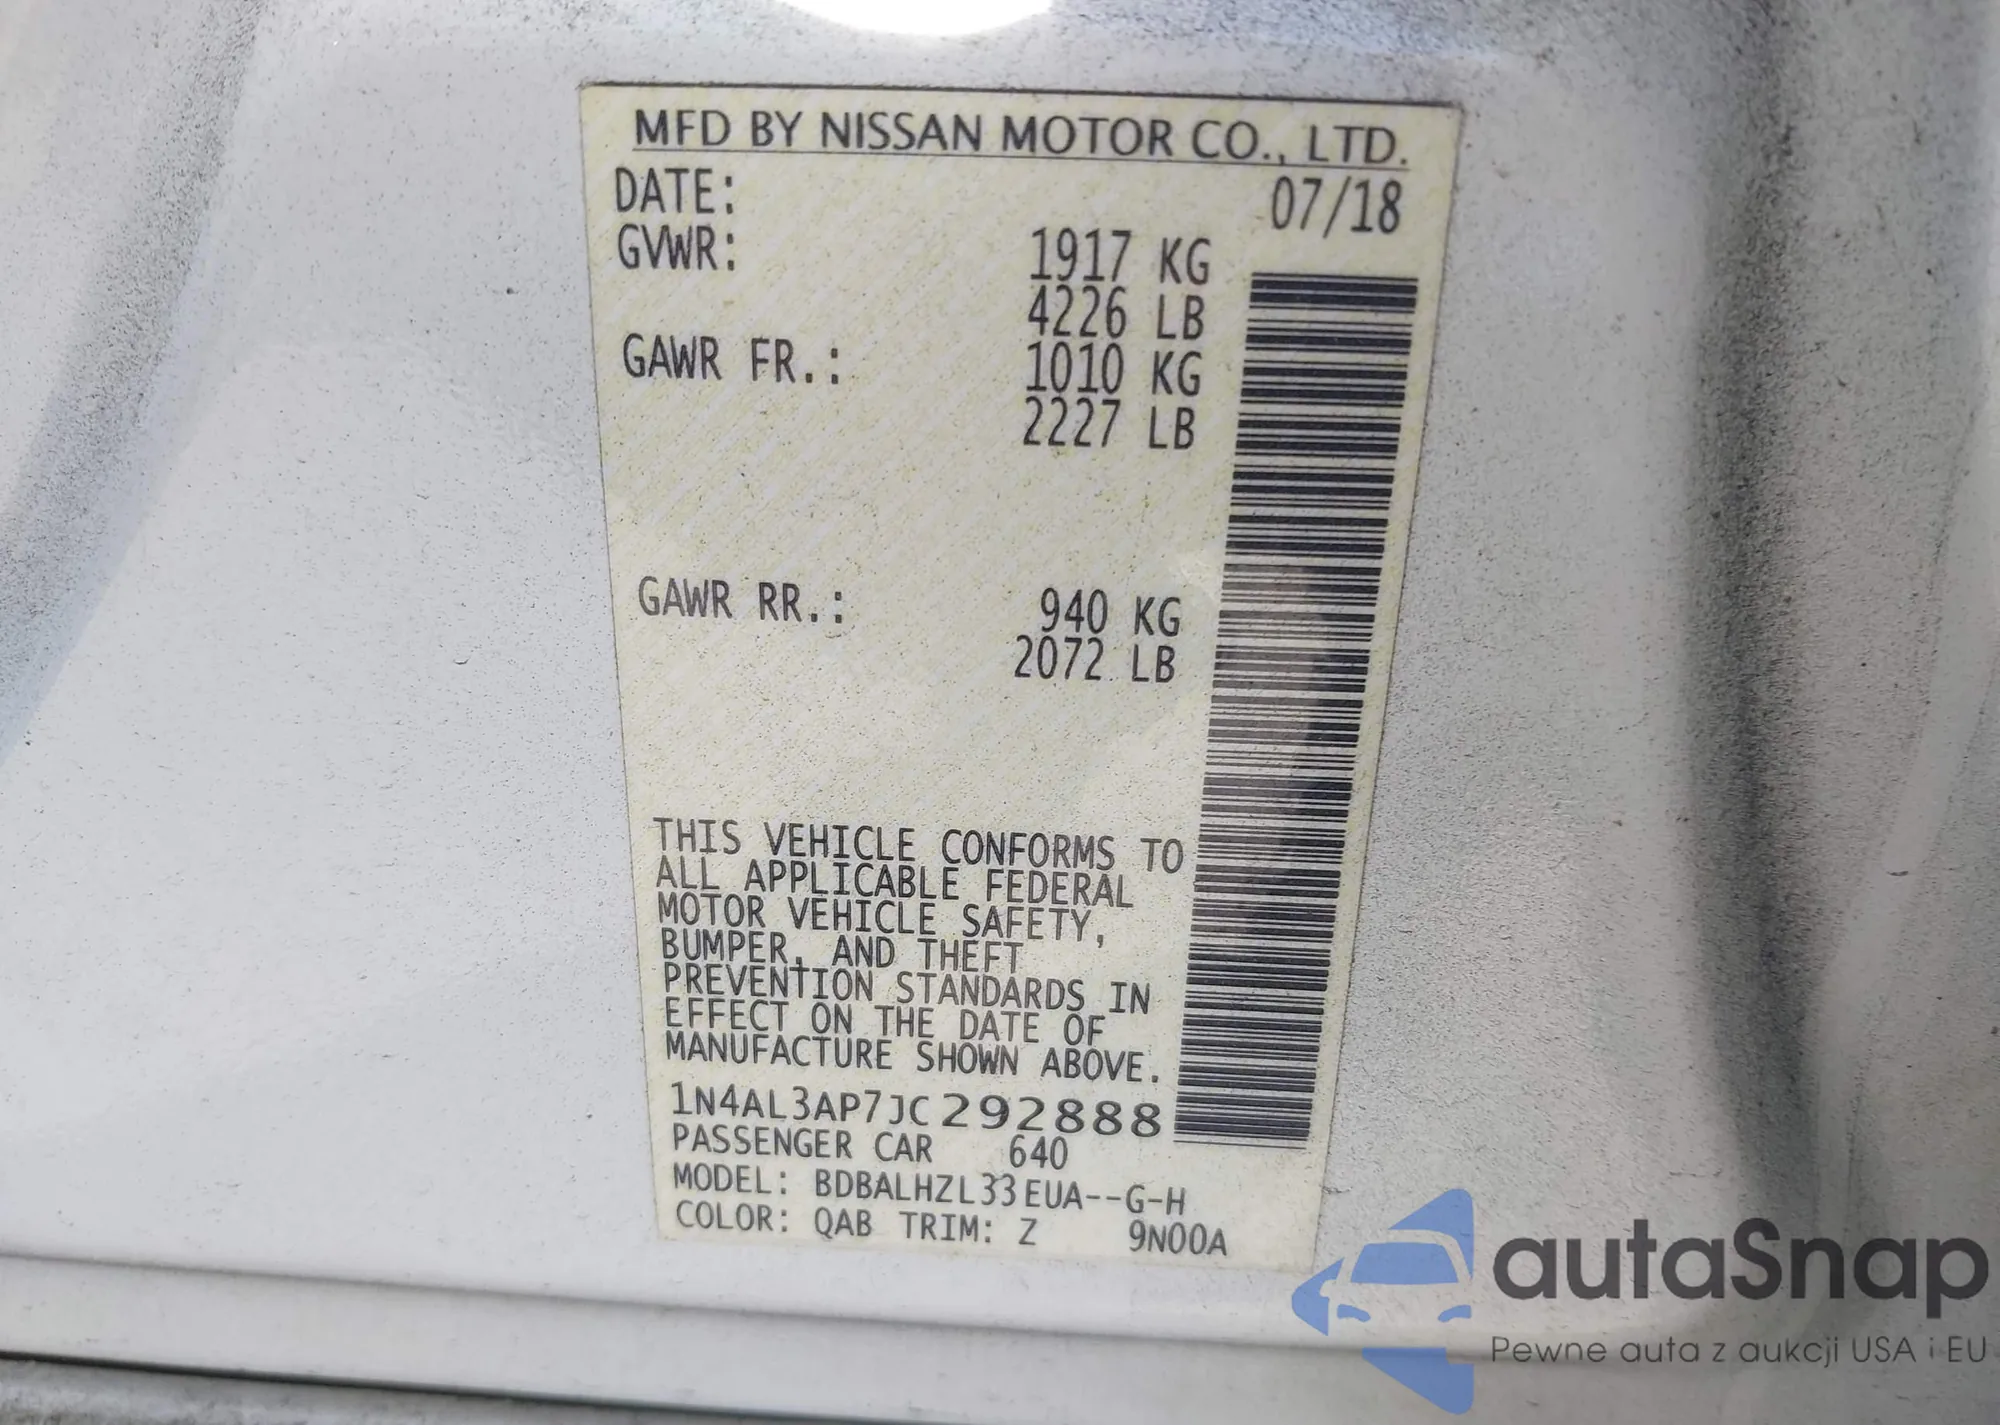 MFD BY NISSAN MOTOR CO., LTD.
DATE: 07/18
GVWR: 1917 KG
4226 LB
GAWR FR.: 1010 KG
2227 LB
GAWR RR.: 940 KG
2072 LB
THIS VEHICLE CONFORMS TO
ALL APPLICABLE FEDERAL
MOTOR VEHICLE SAFETY,
BUMPER, AND THEFT
PREVENTION STANDARDS IN
EFFECT ON THE DATE OF
MANUFACTURE SHOWN ABOVE.
1N4AL3AP7JC292888
PASSENGER CAR 640
MODEL: BDBALHZL33EUA--G-H
COLOR: QAB TRIM: Z 9N00A
autaSnap
Pewne auta z aukcji USA i EU